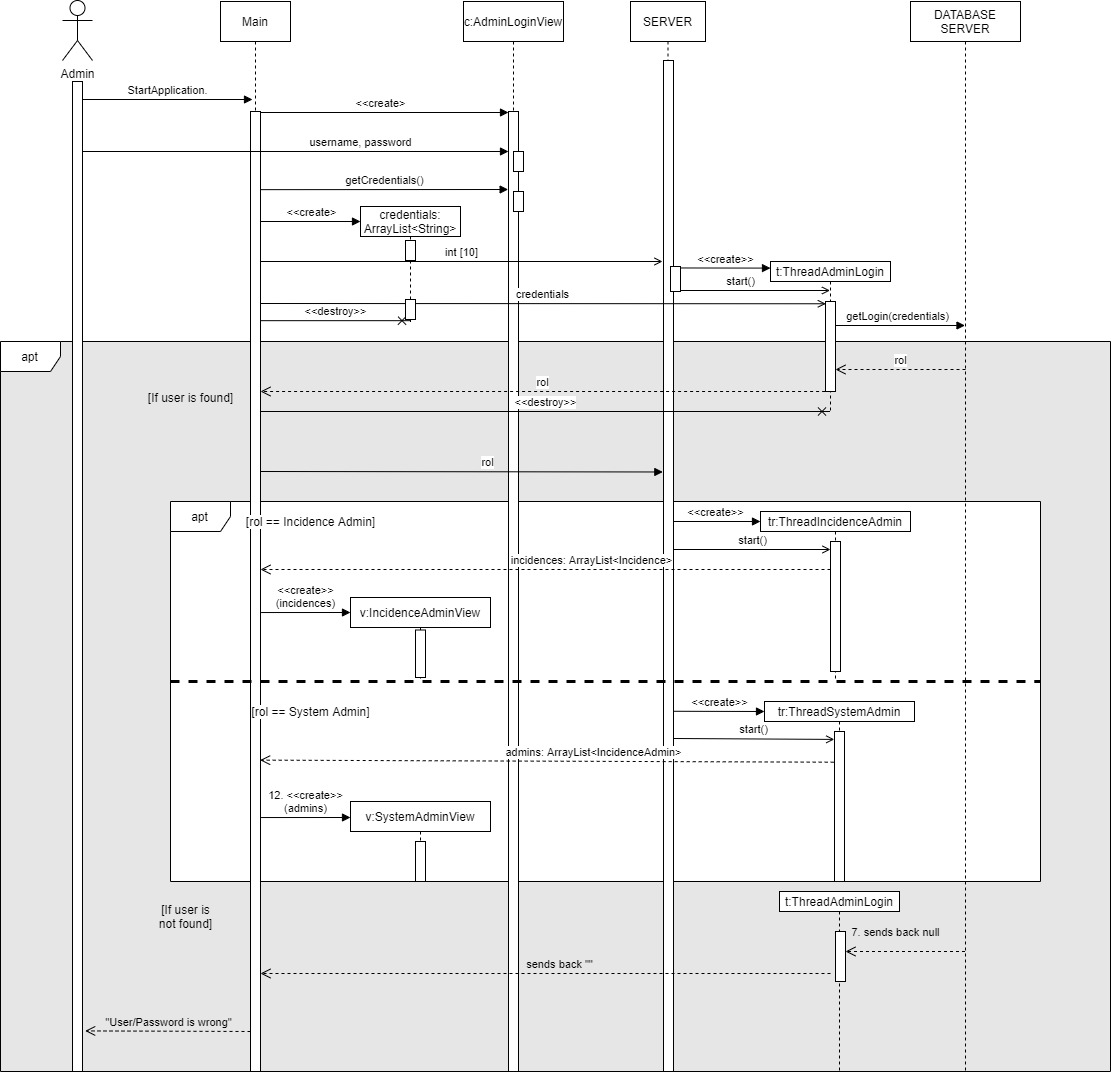 Main
c:AdminLoginView
SERVER
DATABASE
SERVER
Admin
StartApplication.
<<create>
username, password
getCredentials()
<<create>
credentials:
ArrayList<String>
int [10]
<<create>>
t:ThreadAdminLogin
start()
credentials
<<destroy>>
getLogin(credentials)
apt
rol
rol
[If user is found]
<<destroy>>
rol
apt
[rol == Incidence Admin]
<<create>>
tr:ThreadIncidenceAdmin
start()
incidences: ArrayList<Incidence>
<<create>>
(incidences)
v:IncidenceAdminView
[rol == System Admin]
<<create>>
tr:ThreadSystemAdmin
start()
admins: ArrayList<IncidenceAdmin>
12. <<create>>
(admins)
v:SystemAdminView
[If user is
not found]
t:ThreadAdminLogin
7. sends back null
sends back ""
"User/Password is wrong"